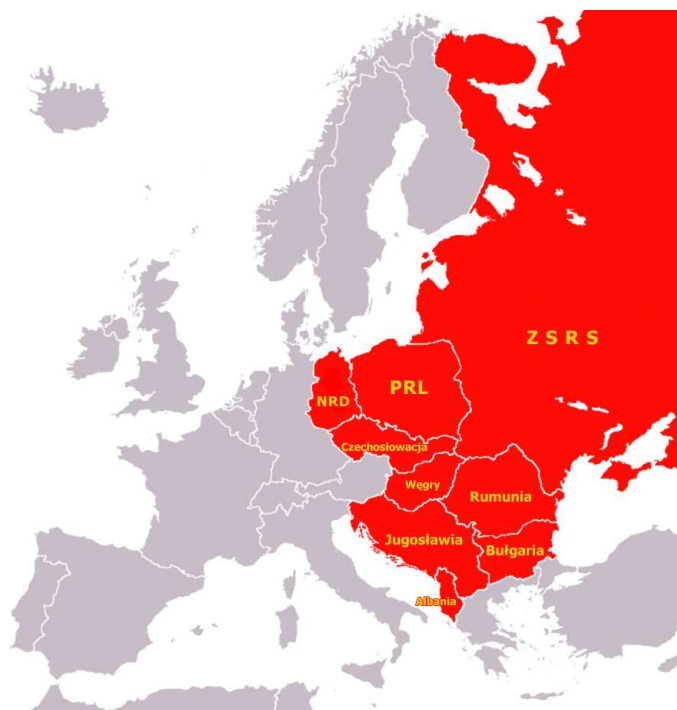 Z S R S
PRL
NRD
Czechosłowacja
Węgry
Rumunia
Jugosławia
Bułgaria
Albania